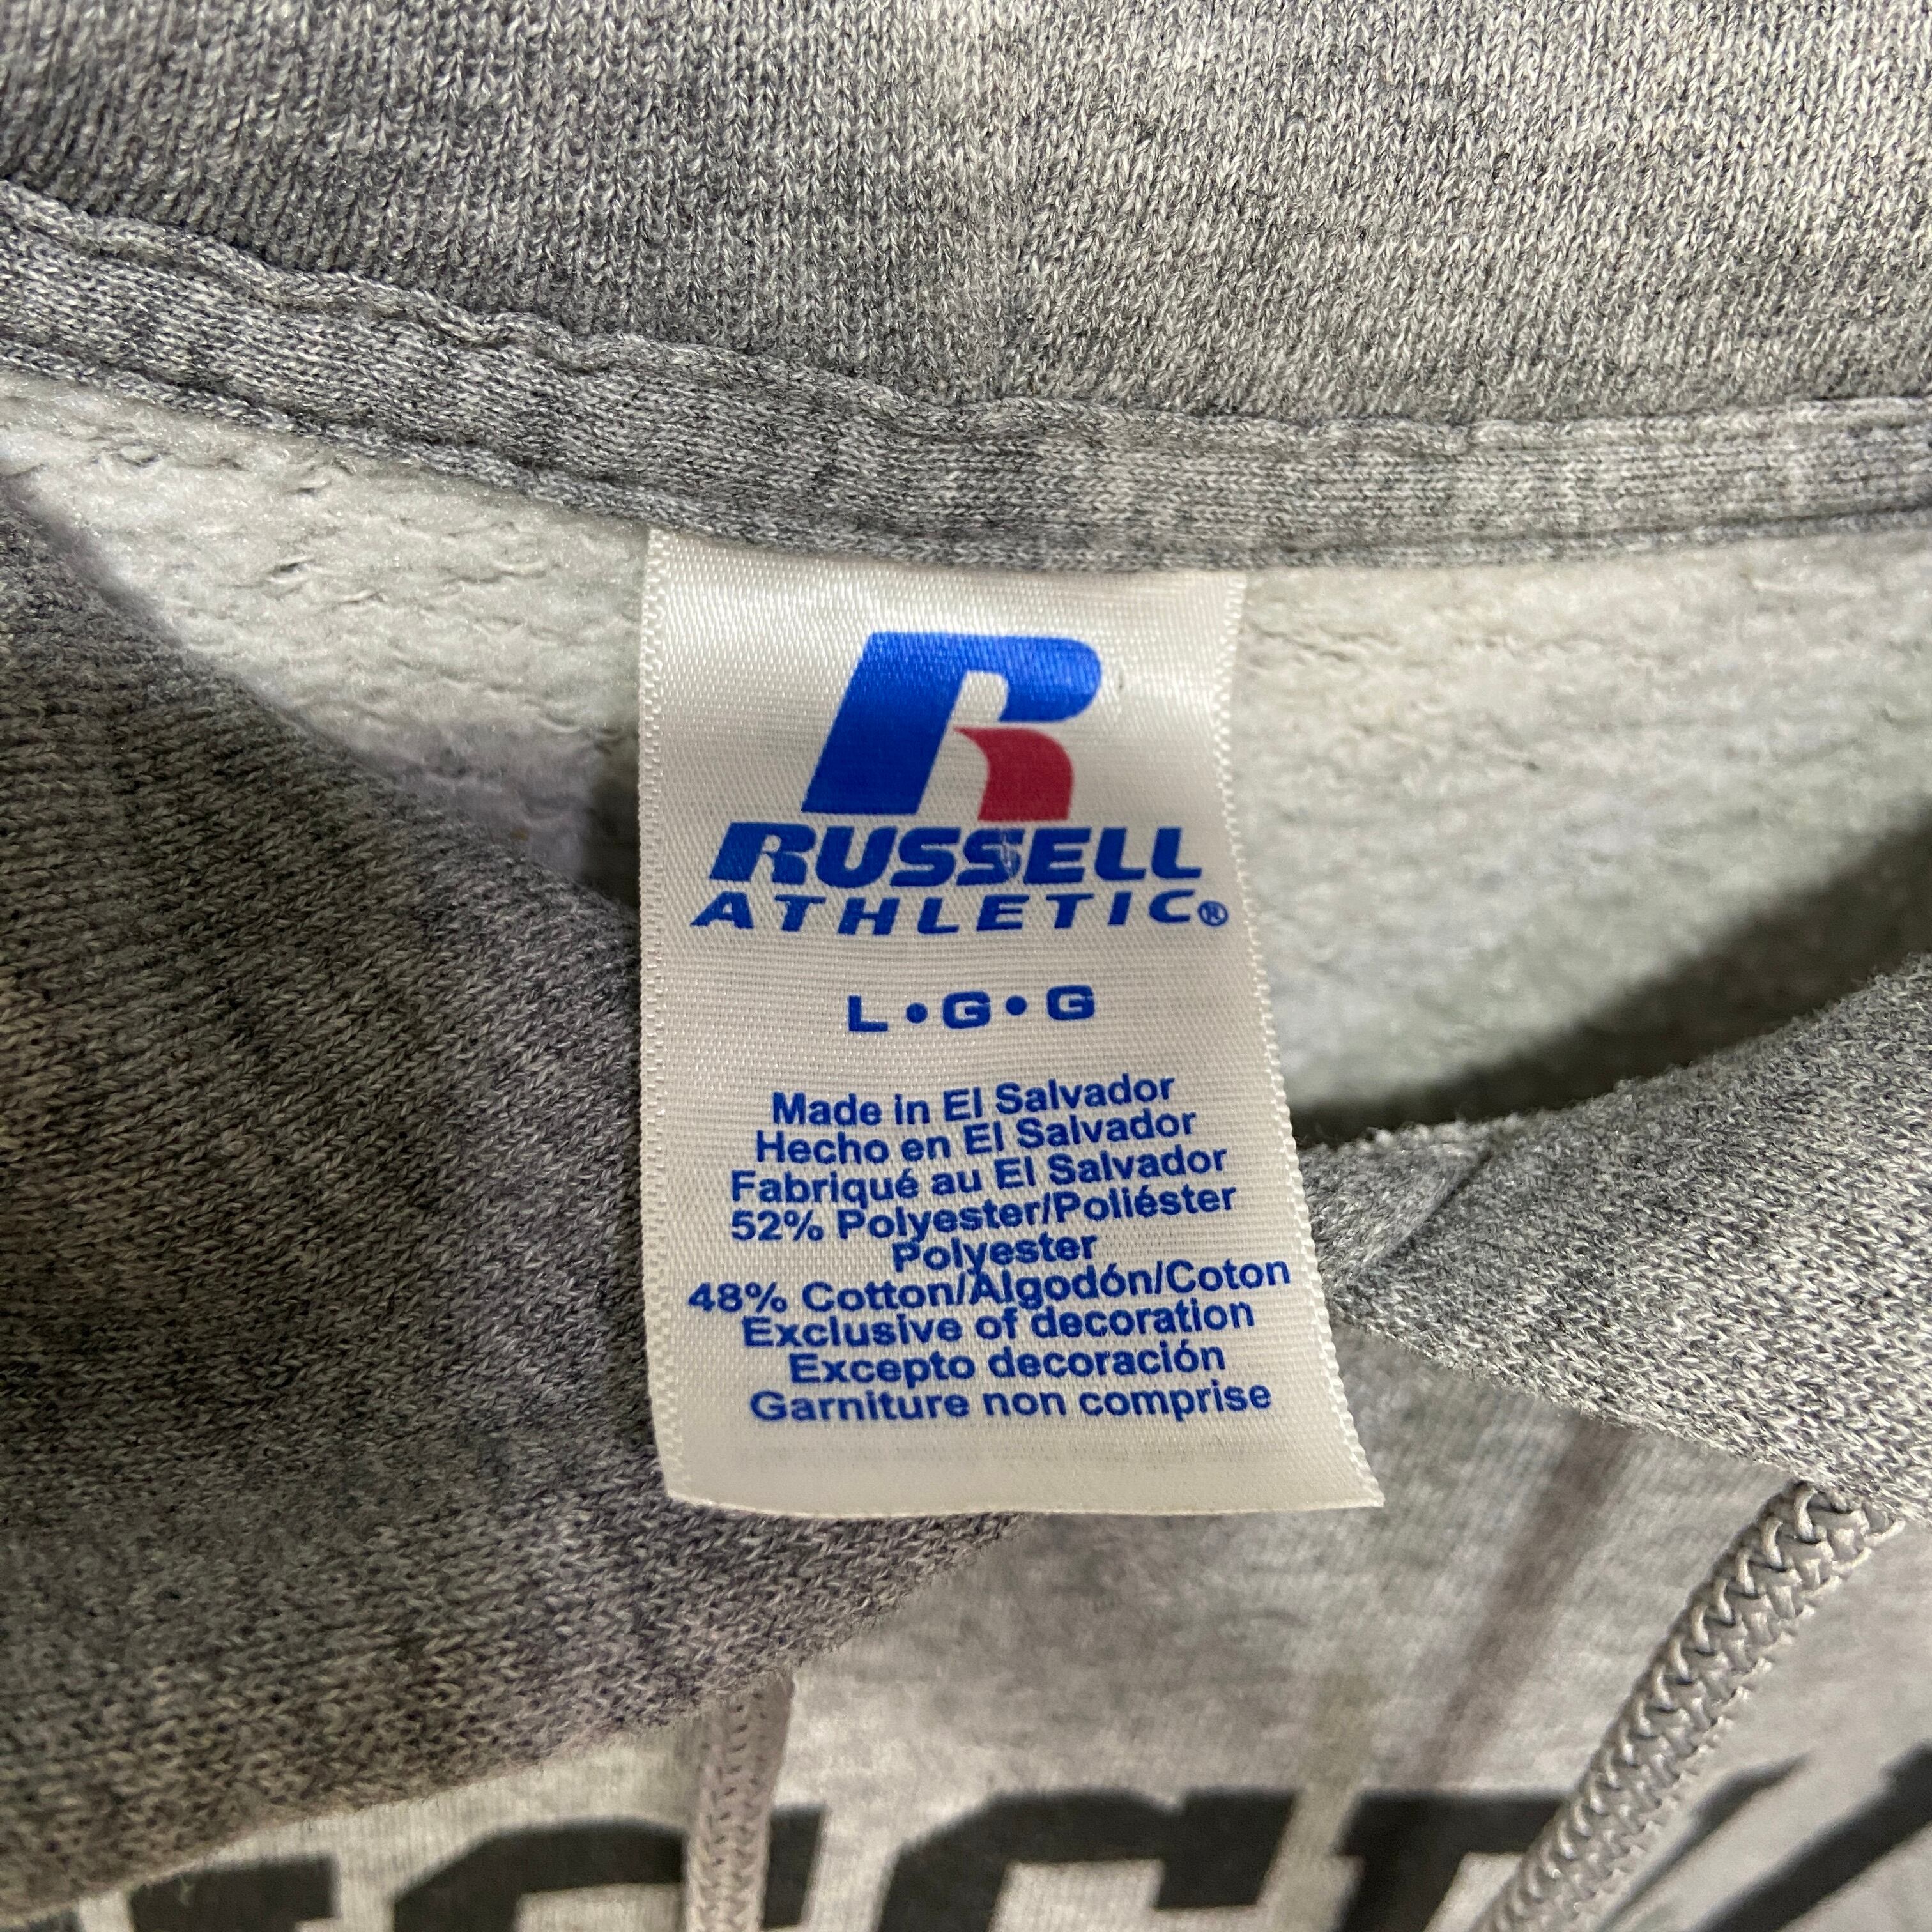 RUSSELL
ATHLETIC®
L•G•G
Made in El Salvador
Hecho en El Salvador
Fabriqué au El Salvador
52% Polyester/Poliéster
Polyester
48% Cotton/Algodón/Coton
Exclusive of decoration
Excepto decoración
Garniture non comprise